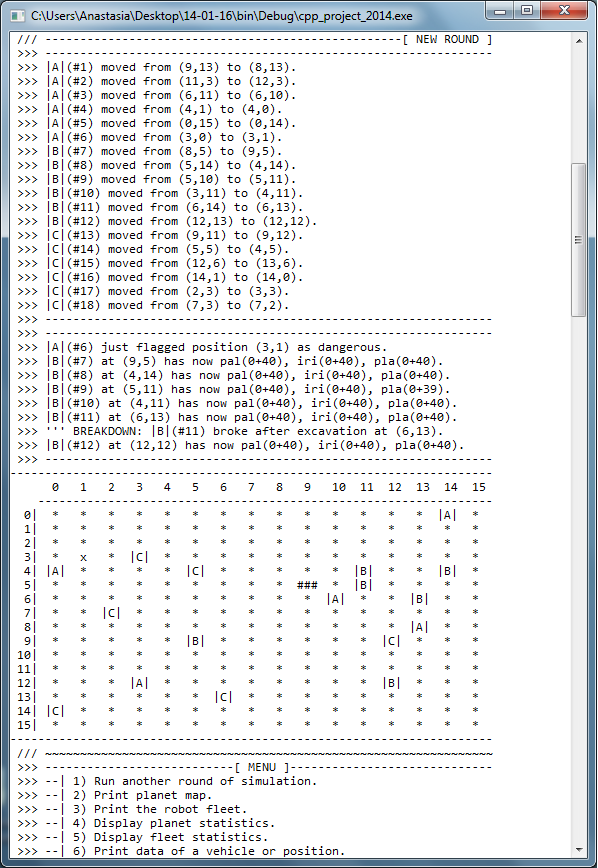 C:\Users\Anastasia\Desktop\14-01-16\bin\Debug\cpp_project_2014.exe
/// ---------------------------------------------------[ NEW ROUND ]
>>> ----------------------------------------------------------------
>>> |A|(#1) moved from (9,13) to (8,13).
>>> |A|(#2) moved from (11,3) to (12,3).
>>> |A|(#3) moved from (6,11) to (6,10).
>>> |A|(#4) moved from (4,1) to (4,0).
>>> |A|(#5) moved from (0,15) to (0,14).
>>> |A|(#6) moved from (3,0) to (3,1).
>>> |B|(#7) moved from (8,5) to (9,5).
>>> |B|(#8) moved from (5,14) to (4,14).
>>> |B|(#9) moved from (5,10) to (5,11).
>>> |B|(#10) moved from (3,11) to (4,11).
>>> |B|(#11) moved from (6,14) to (6,13).
>>> |B|(#12) moved from (12,13) to (12,12).
>>> |C|(#13) moved from (9,11) to (9,12).
>>> |C|(#14) moved from (5,5) to (4,5).
>>> |C|(#15) moved from (12,6) to (13,6).
>>> |C|(#16) moved from (14,1) to (14,0).
>>> |C|(#17) moved from (2,3) to (3,3).
>>> |C|(#18) moved from (7,3) to (7,2).
>>> ----------------------------------------------------------------
>>> ----------------------------------------------------------------
>>> |A|(#6) just flagged position (3,1) as dangerous.
>>> |B|(#7) at (9,5) has now pal(0+40), iri(0+40), pla(0+40).
>>> |B|(#8) at (4,14) has now pal(0+40), iri(0+40), pla(0+40).
>>> |B|(#9) at (5,11) has now pal(0+40), iri(0+40), pla(0+39).
>>> |B|(#10) at (4,11) has now pal(0+40), iri(0+40), pla(0+40).
>>> |B|(#11) at (6,13) has now pal(0+40), iri(0+40), pla(0+40).
>>> ''' BREAKDOWN: |B|(#11) broke after excavation at (6,13).
>>> |B|(#12) at (12,12) has now pal(0+40), iri(0+40), pla(0+40).
>>> ----------------------------------------------------------------
---------------------------------------------------------------------
0 1 2 3 4 5 6 7 8 9 10 11 12 13 14 15
-----------------------------------------------------------------
0| * * * * * * * * * * * * * * |A| *
1| * * * * * * * * * * * * * * * *
2| * * * * * * * * * * * * * * * *
3| * x * |C| * * * * * * * * * * * *
4| |A| * * * * |C| * * * * * |B| * * |B| *
5| * * * * * * * * * ### * |B| * * * *
6| * * * * * * * * * * |A| * * |B| * *
7| * * |C| * * * * * * * * * * * * *
8| * * * * * * * * * * * * * |A| * *
9| * * * * * |B| * * * * * * |C| * * *
10| * * * * * * * * * * * * * * * *
11| * * * * * * * * * * * * * * * *
12| * * * |A| * * * * * * * * |B| * * *
13| * * * * * * |C| * * * * * * * * *
14| |C| * * * * * * * * * * * * * * *
15| * * * * * * * * * * * * * * * *
---------------------------------------------------------------------
/// ~~~~~~~~~~~~~~~~~~~~~~~~~~~~~~~~~~~~~~~~~~~~~~~~~~~~~~~~~~~~~~~~
>>> ---------------------------[ MENU ]-----------------------------
>>> --| 1) Run another round of simulation.
>>> --| 2) Print planet map.
>>> --| 3) Print the robot fleet.
>>> --| 4) Display planet statistics.
>>> --| 5) Display fleet statistics.
>>> --| 6) Print data of a vehicle or position.